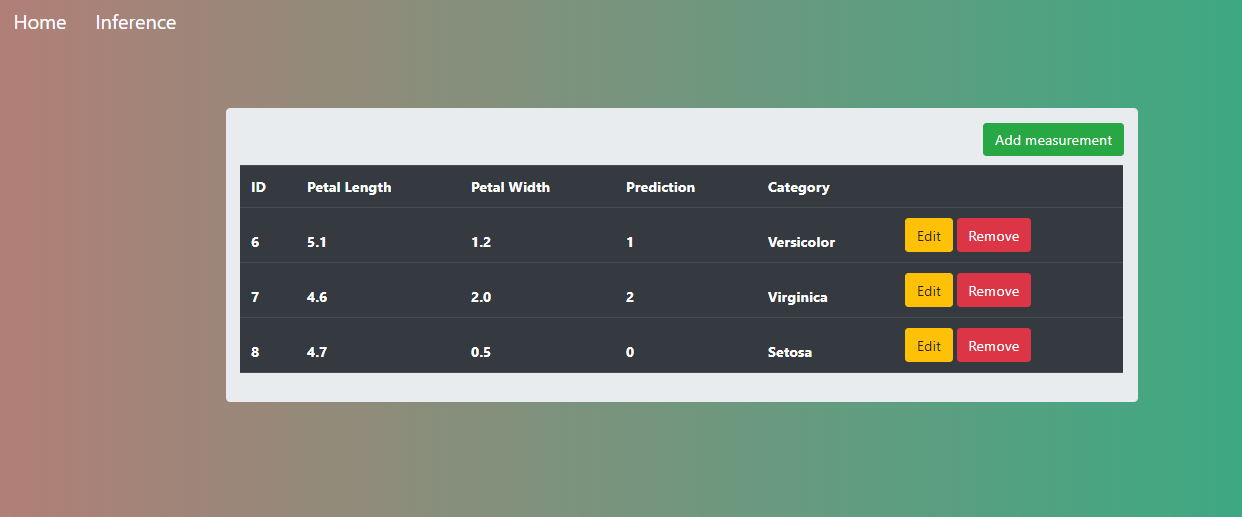 Home Inference
Add measurement
ID Petal Length Petal Width Prediction Category
6 5.1 1.2 1 Versicolor Edit Remove
7 4.6 2.0 2 Virginica Edit Remove
8 4.7 0.5 0 Setosa Edit Remove